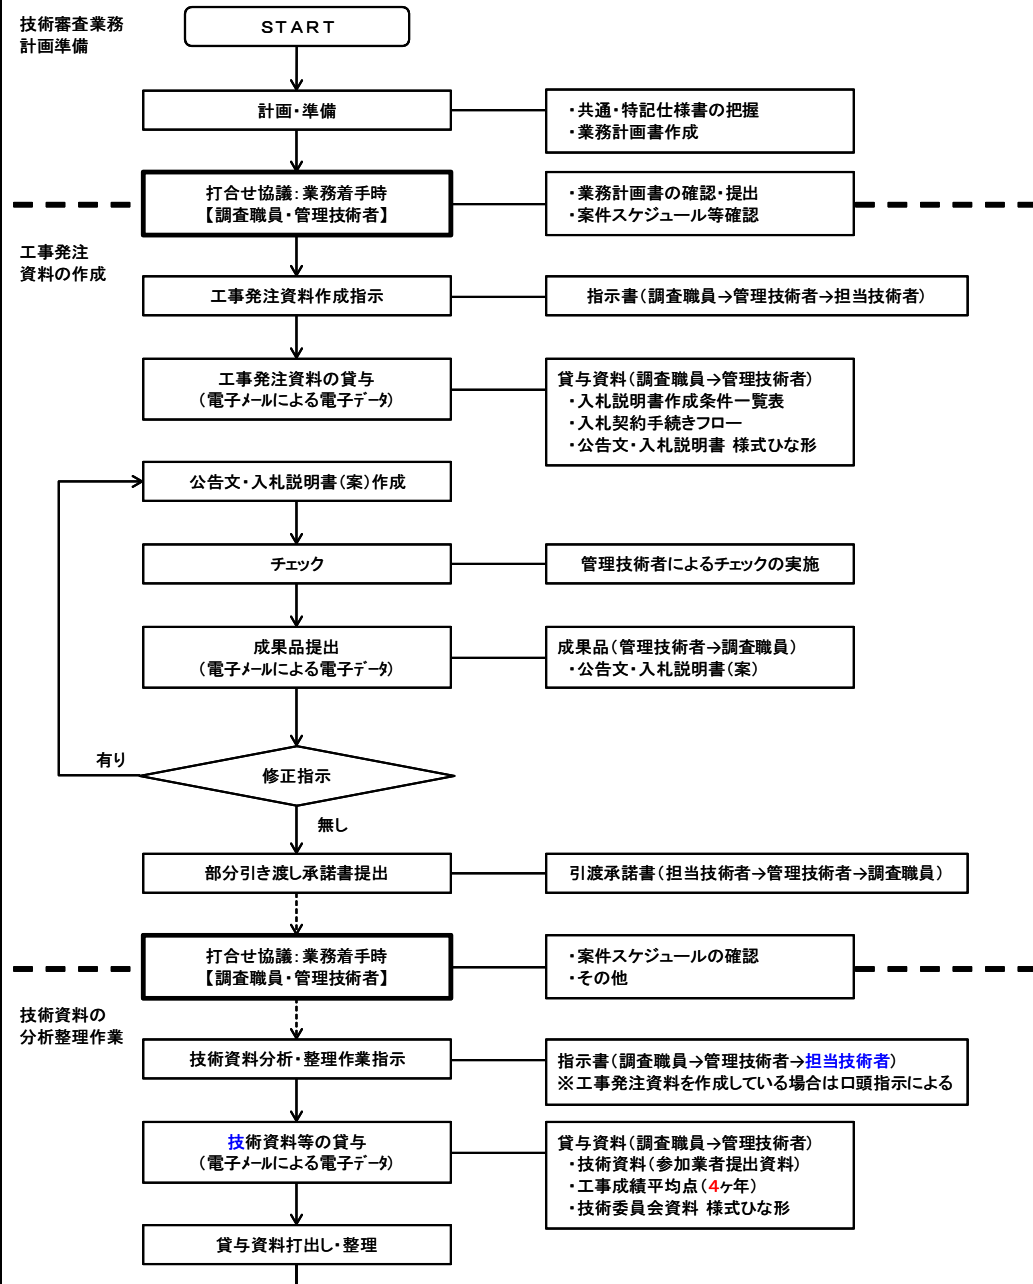 技術審査業務
計画準備
ＳＴＡＲＴ
計画・準備
・共通・特記仕様書の把握
・業務計画書作成
打合せ協議：業務着手時
【調査職員・管理技術者】
・業務計画書の確認・提出
・案件スケジュール等確認
工事発注
資料の作成
工事発注資料作成指示
指示書（調査職員→管理技術者→担当技術者）
工事発注資料の貸与
（電子メールによる電子データ）
貸与資料（調査職員→管理技術者）
・入札説明書作成条件一覧表
・入札契約手続きフロー
・公告文・入札説明書 様式ひな形
公告文・入札説明書（案）作成
チェック
管理技術者によるチェックの実施
成果品提出
（電子メールによる電子データ）
成果品（管理技術者→調査職員）
・公告文・入札説明書（案）
有り
修正指示
無し
部分引き渡し承諾書提出
引渡承諾書（担当技術者→管理技術者→調査職員）
打合せ協議：業務着手時
【調査職員・管理技術者】
・案件スケジュールの確認
・その他
技術資料の
分析整理作業
技術資料分析・整理作業指示
指示書（調査職員→管理技術者→担当技術者）
※工事発注資料を作成している場合は口頭指示による
技術資料等の貸与
（電子メールによる電子データ）
貸与資料（調査職員→管理技術者）
・技術資料（参加業者提出資料）
・工事成績平均点（４ヶ年）
・技術委員会資料 様式ひな形
貸与資料打出し・整理